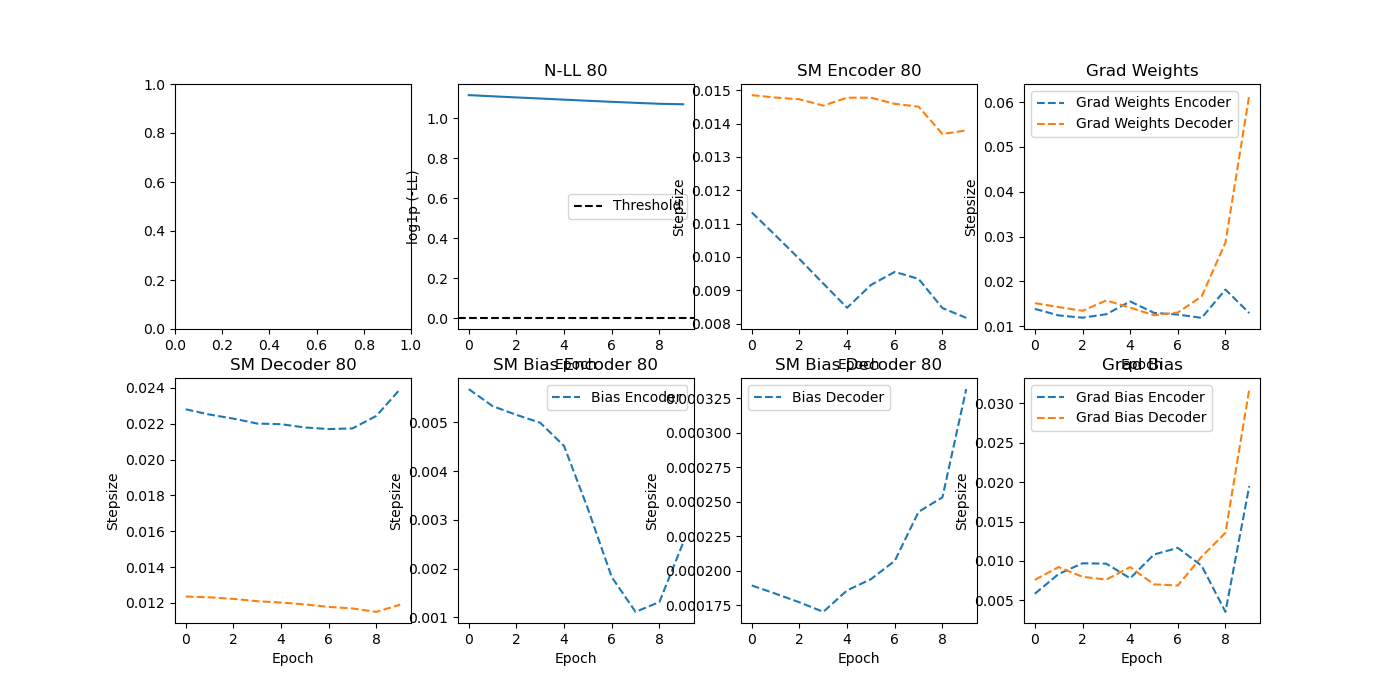 N-LL 80
SM Encoder 80
Grad Weights
1.0
0.8
0.6
0.4
0.2
0.0
0.0 0.2 0.4 0.6 0.8 1.0
log1p (-LL)
1.0
0.8
0.6
0.4
0.2
0.0
Threshold
0 2 4 6 8
Epoch
Stepsize
0.015
0.014
0.013
0.012
0.011
0.010
0.009
0.008
0 2 4 6 8
Epoch
Stepsize
0.06
0.05
0.04
0.03
0.02
0.01
Grad Weights Encoder
Grad Weights Decoder
0 2 4 6 8
Epoch
SM Decoder 80
SM Bias Encoder 80
SM Bias Decoder 80
Grad Bias
Stepsize
0.024
0.022
0.020
0.018
0.016
0.014
0.012
0 2 4 6 8
Epoch
Stepsize
0.005
0.004
0.003
0.002
0.001
Bias Encoder
0 2 4 6 8
Epoch
Stepsize
0.000325
0.000300
0.000275
0.000250
0.000225
0.000200
0.000175
Bias Decoder
0 2 4 6 8
Epoch
Stepsize
0.030
0.025
0.020
0.015
0.010
0.005
Grad Bias Encoder
Grad Bias Decoder
0 2 4 6 8
Epoch